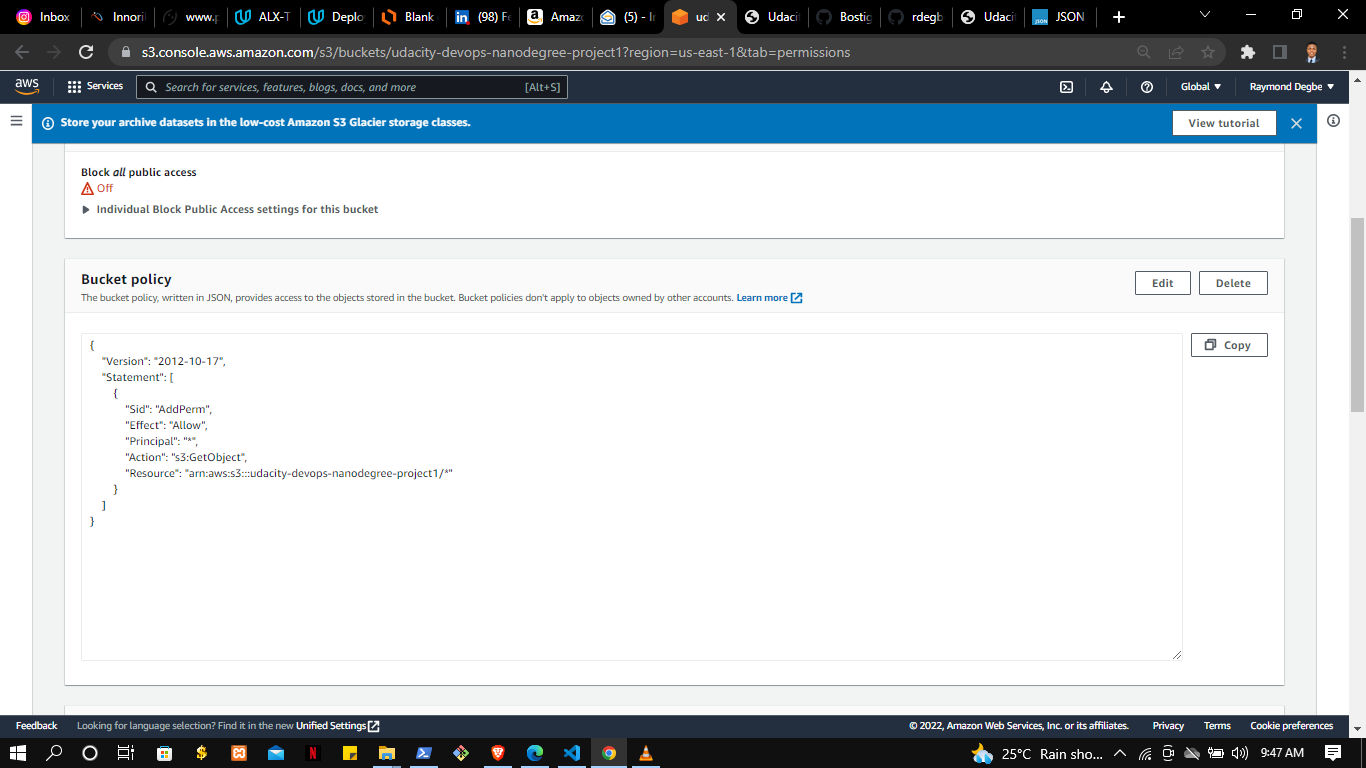 Inbox
Innori
www.p
ALX-T
Deplo
Blank
(98) Fe
Amaz
(5) - In
ud
Udaci
Bostig
rdegb
Udaci
JSON
s3.console.aws.amazon.com/s3/buckets/udacity-devops-nanodegree-project1?region=us-east-1&tab=permissions
aws
Services
Search for services, features, blogs, docs, and more
[Alt+S]
Global
Raymond Degbe
Store your archive datasets in the low-cost Amazon S3 Glacier storage classes.
View tutorial
Block all public access
Off
Individual Block Public Access settings for this bucket
Bucket policy
The bucket policy, written in JSON, provides access to the objects stored in the bucket. Bucket policies don't apply to objects owned by other accounts. Learn more
Edit
Delete
Copy
{
"Version": "2012-10-17",
"Statement": [
{
"Sid": "AddPerm",
"Effect": "Allow",
"Principal": "*",
"Action": "s3:GetObject",
"Resource": "arn:aws:s3:::udacity-devops-nanodegree-project1/*"
}
]
}
Feedback
Looking for language selection? Find it in the new Unified Settings
© 2022, Amazon Web Services, Inc. or its affiliates.
Privacy
Terms
Cookie preferences
25°C Rain sho...
9:47 AM